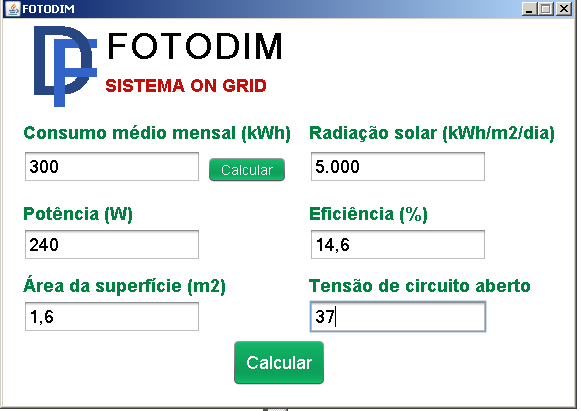 FOTODIM
DF FOTODIM
SISTEMA ON GRID
Consumo médio mensal (kWh) Radiação solar (kWh/m2/dia)
300 Calcular 5.000
Potência (W) Eficiência (%)
240 14,6
Área da superfície (m2) Tensão de circuito aberto
1,6 37
Calcular